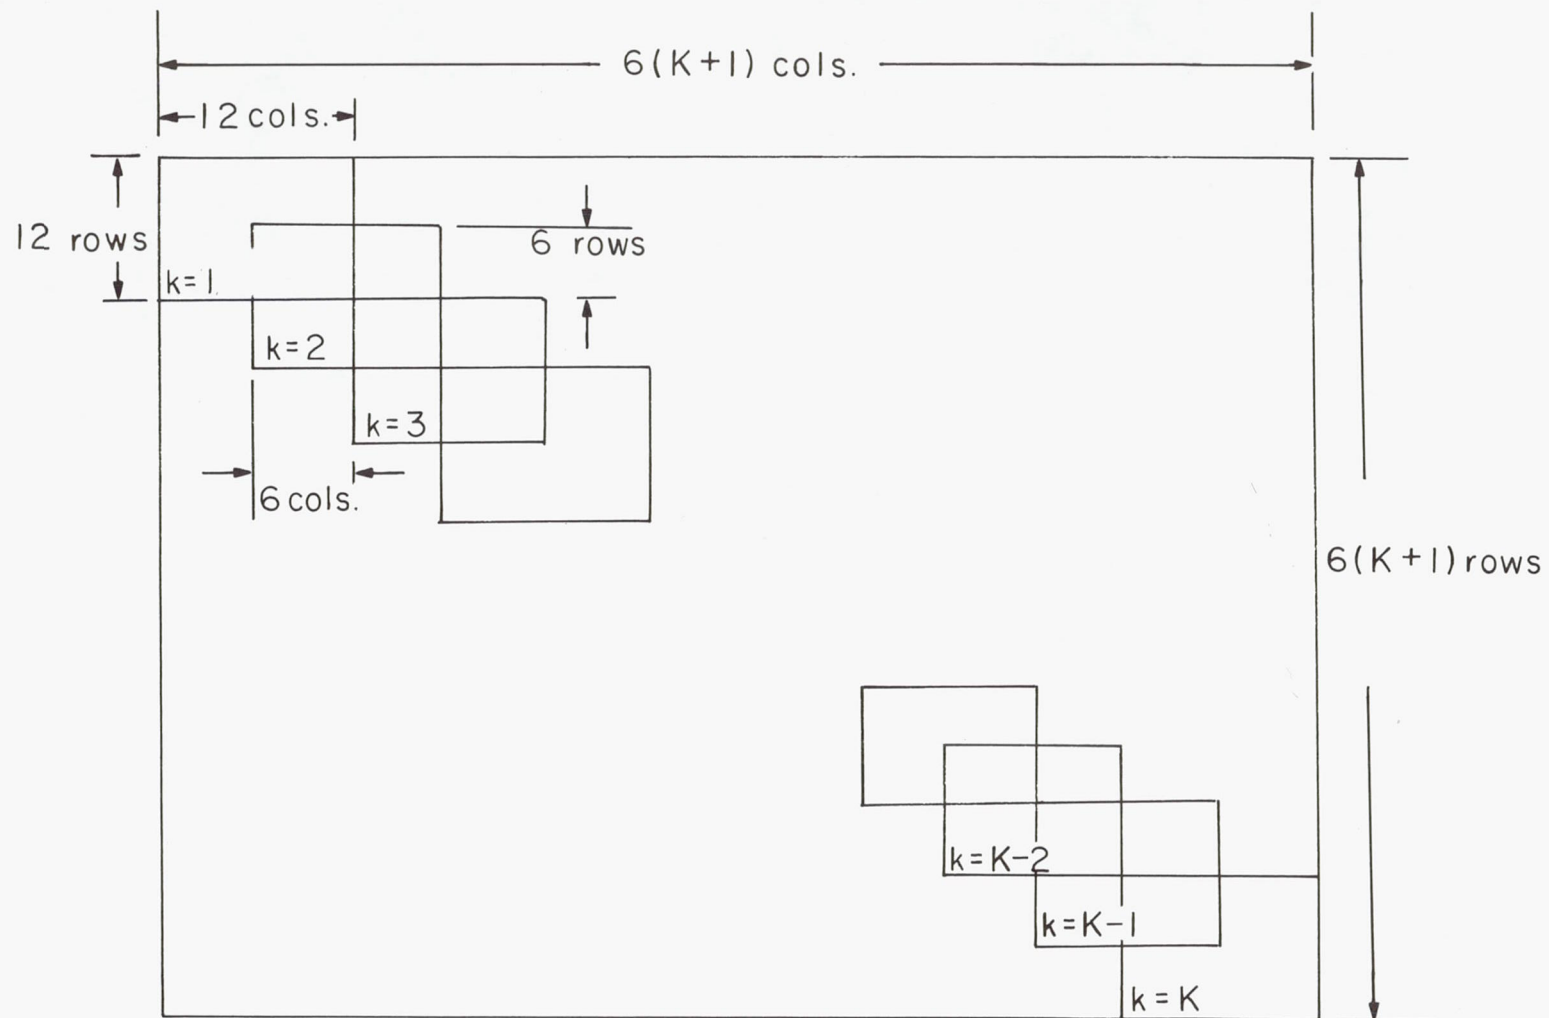 6(K+1) cols.
12 cols.
12 rows
6 rows
k=1
k=2
k=3
6 cols.
6(K+1) rows
k=K-2
k=K-1
k=K